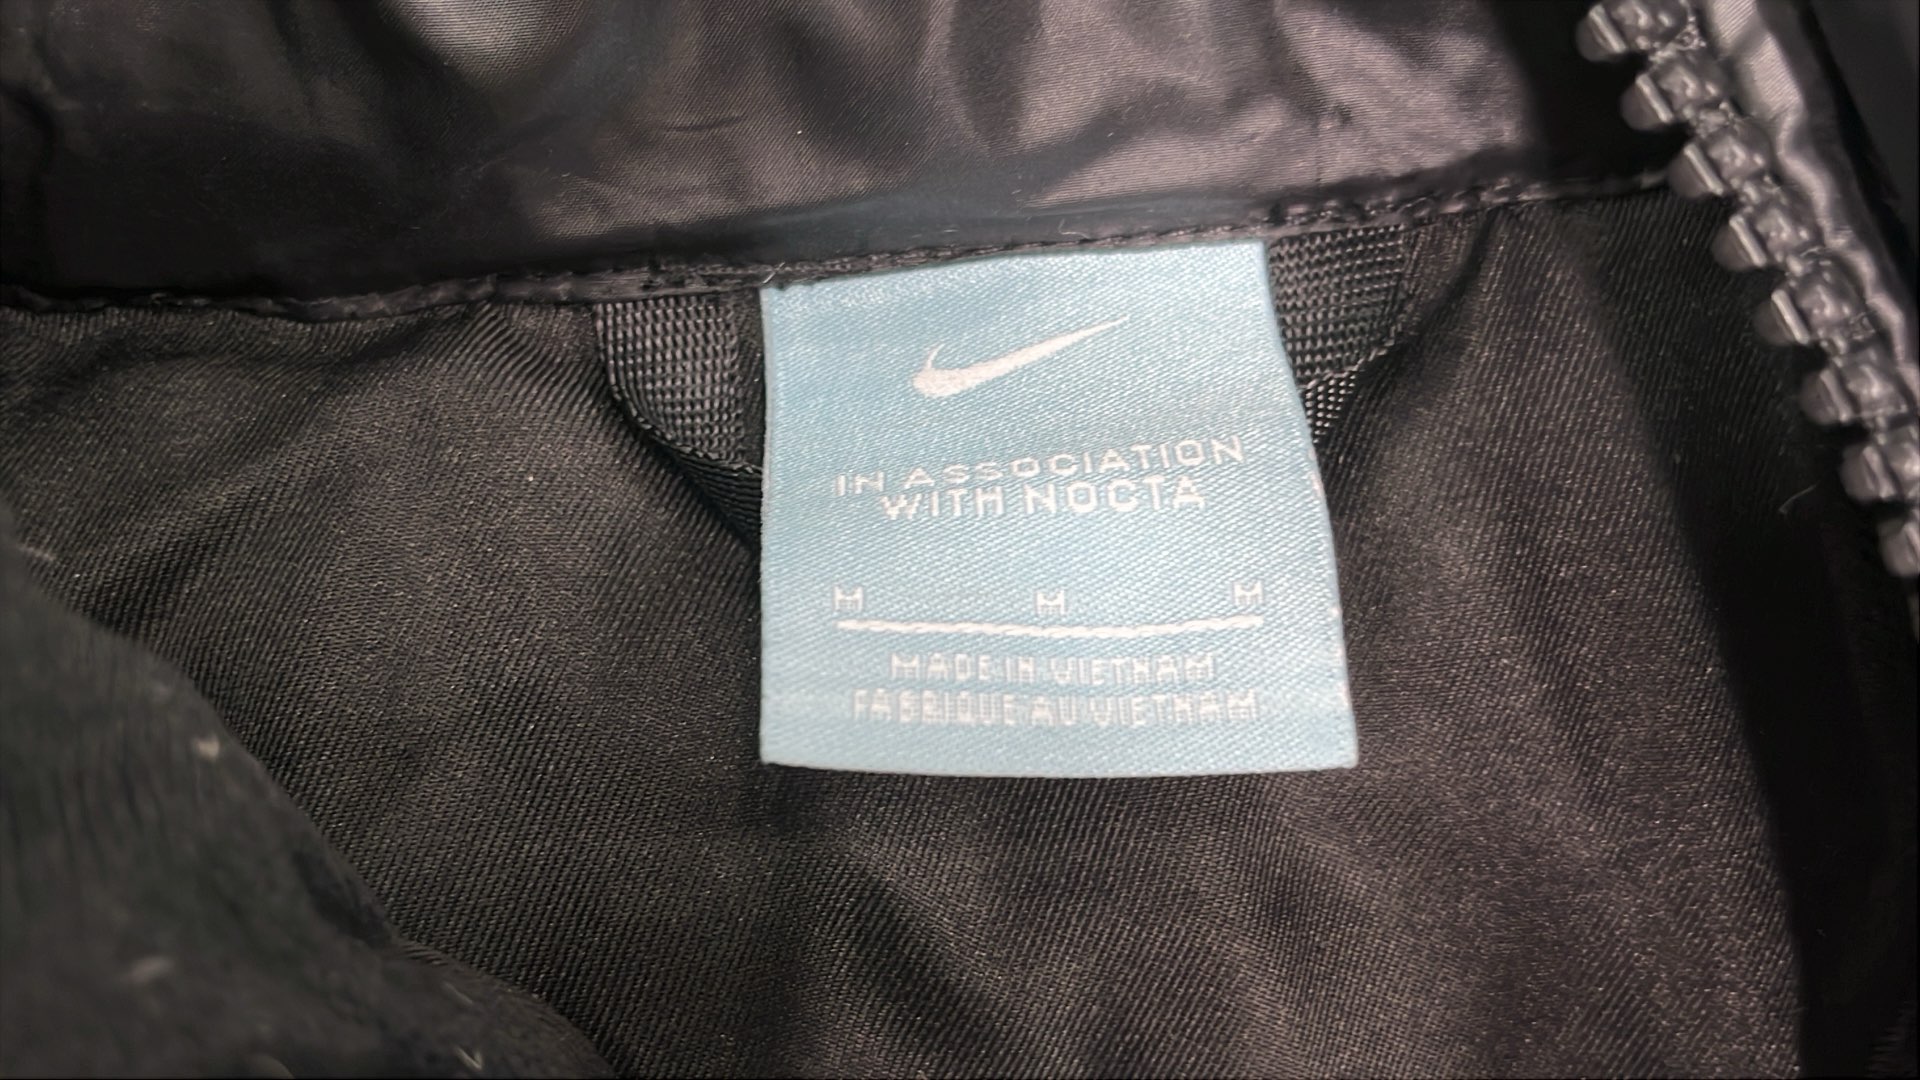 IN ASSOCIATION
WITH NOCTA
M M M
MADE IN VIETNAM
FABRIQUE AU VIETNAM